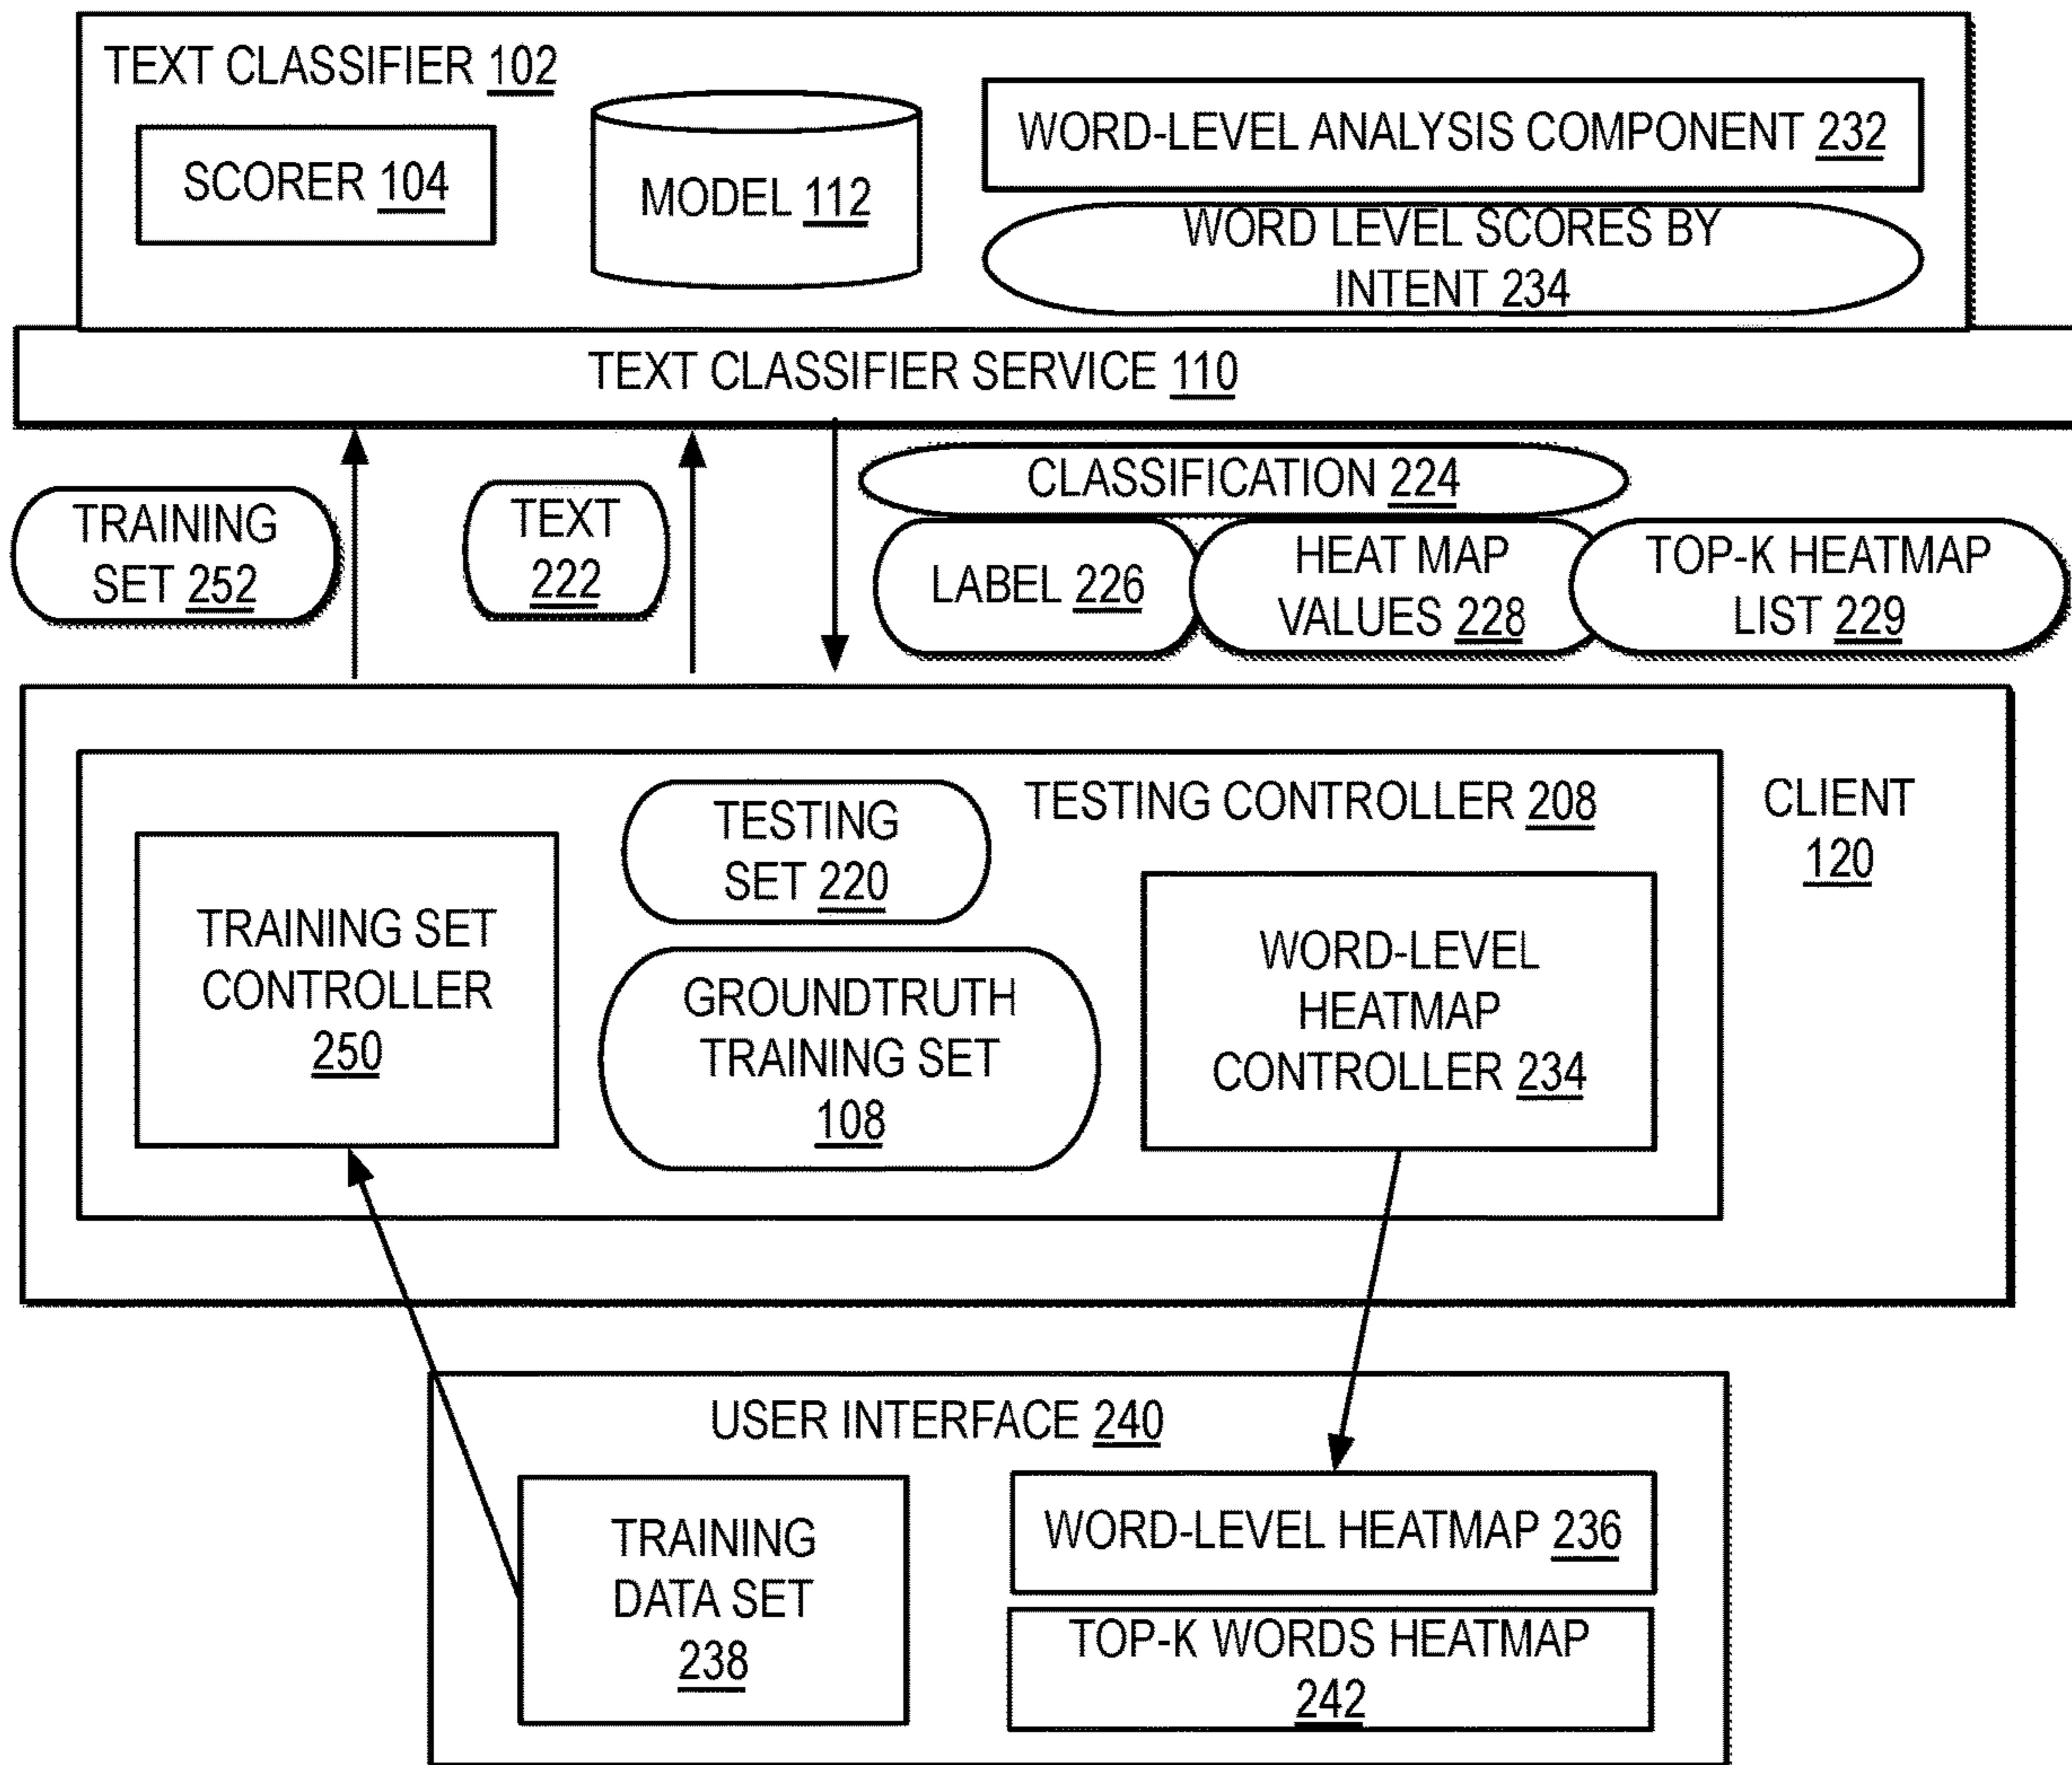 TEXT CLASSIFIER 102
SCORER 104
MODEL 112
WORD-LEVEL ANALYSIS COMPONENT 232
WORD LEVEL SCORES BY
INTENT 234
TEXT CLASSIFIER SERVICE 110
TRAINING
SET 252
TEXT
222
CLASSIFICATION 224
LABEL 226
HEAT MAP
VALUES 228
TOP-K HEATMAP
LIST 229
CLIENT
120
TESTING CONTROLLER 208
TRAINING SET
CONTROLLER
250
TESTING
SET 220
GROUNDTRUTH
TRAINING SET
108
WORD-LEVEL
HEATMAP
CONTROLLER 234
USER INTERFACE 240
TRAINING
DATA SET
238
WORD-LEVEL HEATMAP 236
TOP-K WORDS HEATMAP
242